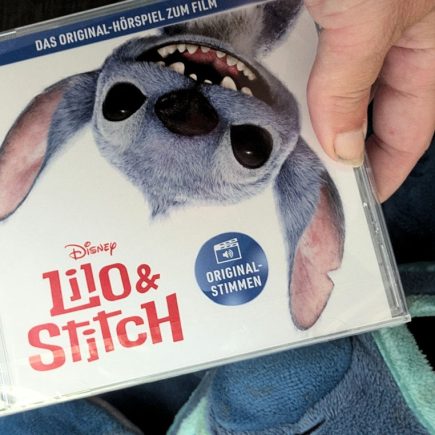 DAS ORIGINAL-HÖRSPIEL ZUM FILM
Disney
LILO &
STITCH
ORIGINAL-
STIMMEN